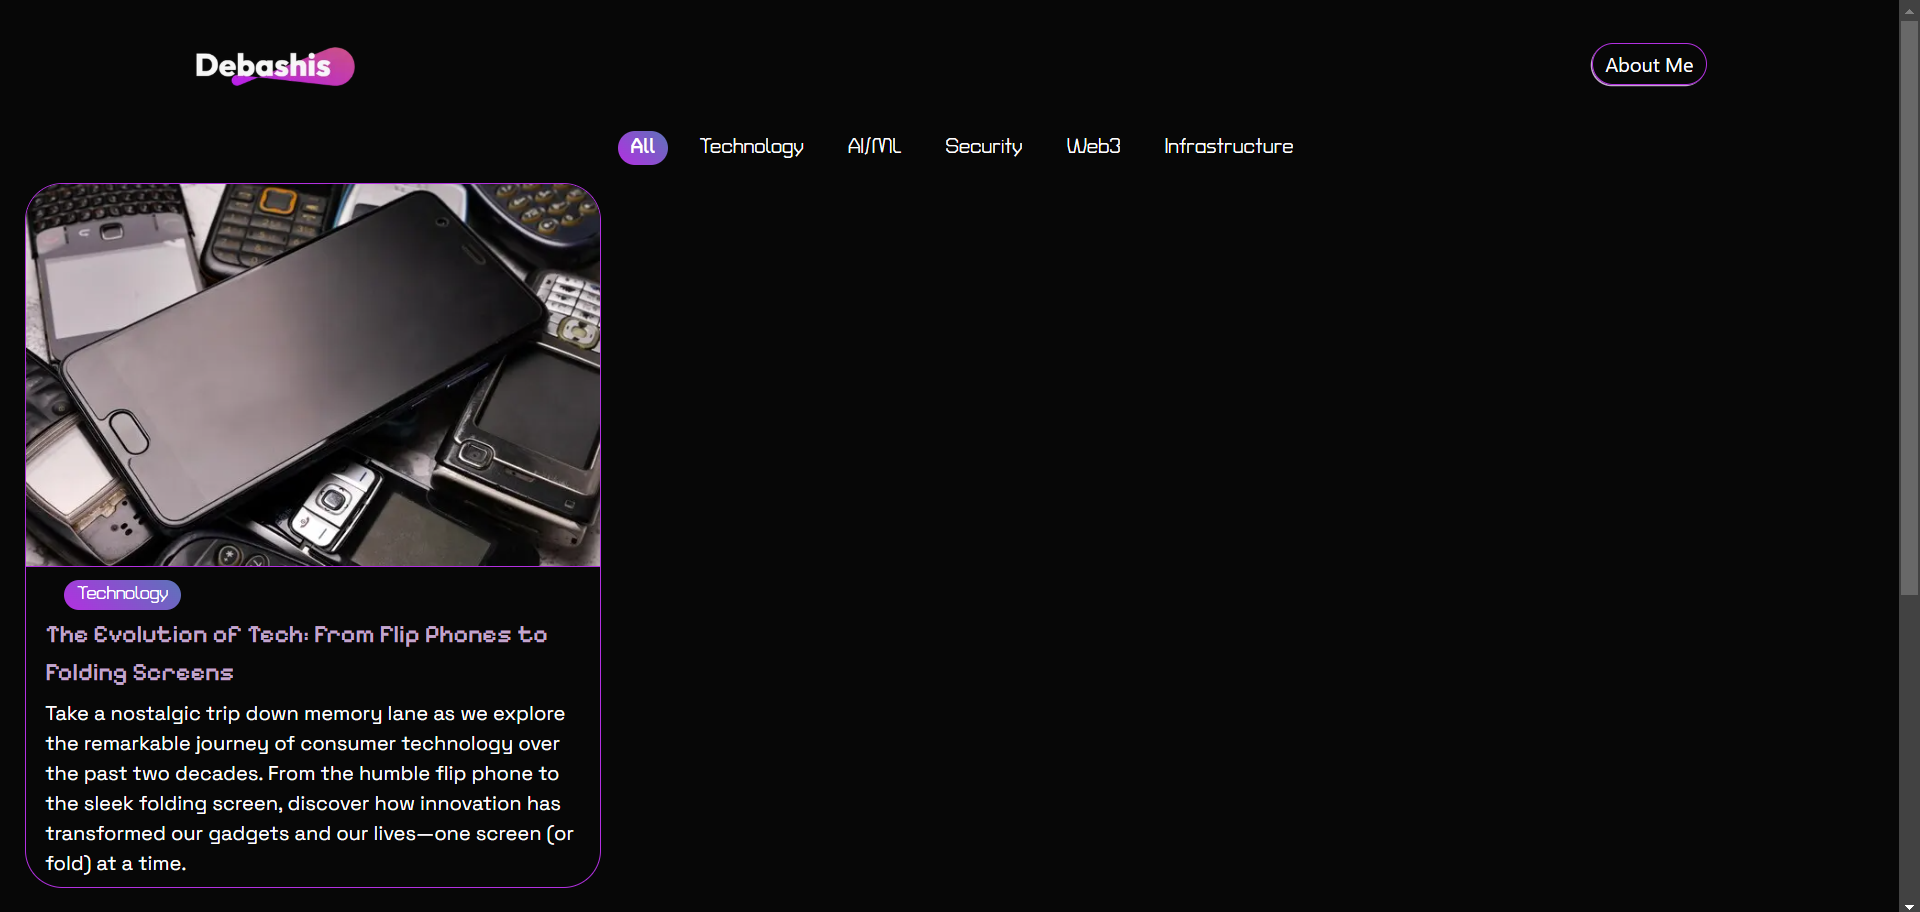 Debashis
About Me
All Technology AI/ML Security Web3 Infrastructure
Technology
The Evolution of Tech: From Flip Phones to
Folding Screens
Take a nostalgic trip down memory lane as we explore
the remarkable journey of consumer technology over
the past two decades. From the humble flip phone to
the sleek folding screen, discover how innovation has
transformed our gadgets and our lives—one screen (or
fold) at a time.